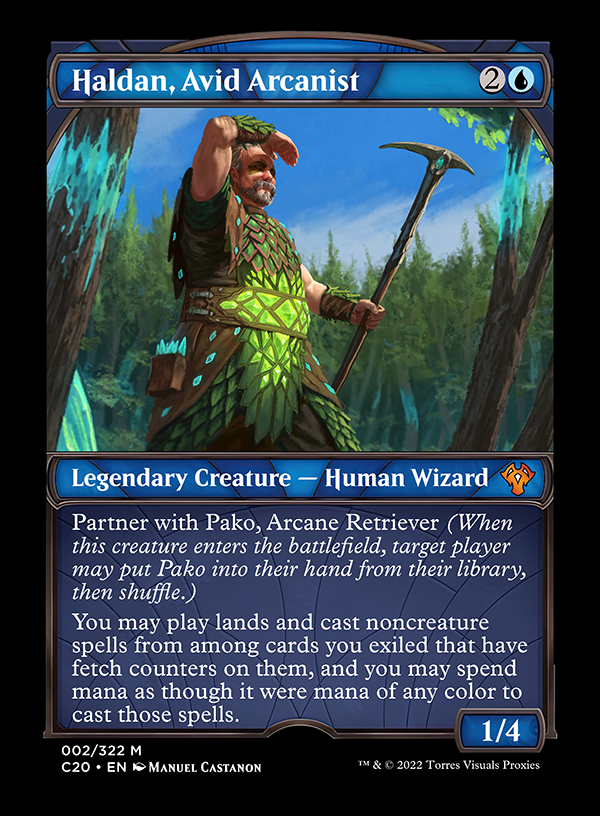 Haldan, Avid Arcanist 2
Legendary Creature — Human Wizard
Partner with Pako, Arcane Retriever (When
this creature enters the battlefield, target player
may put Pako into their hand from their library,
then shuffle.)
You may play lands and cast noncreature
spells from among cards you exiled that have
fetch counters on them, and you may spend
mana as though it were mana of any color to
cast those spells.
1/4
002/322 M
C20 • EN Manuel Castanon
™ & © 2022 Torres Visuals Proxies